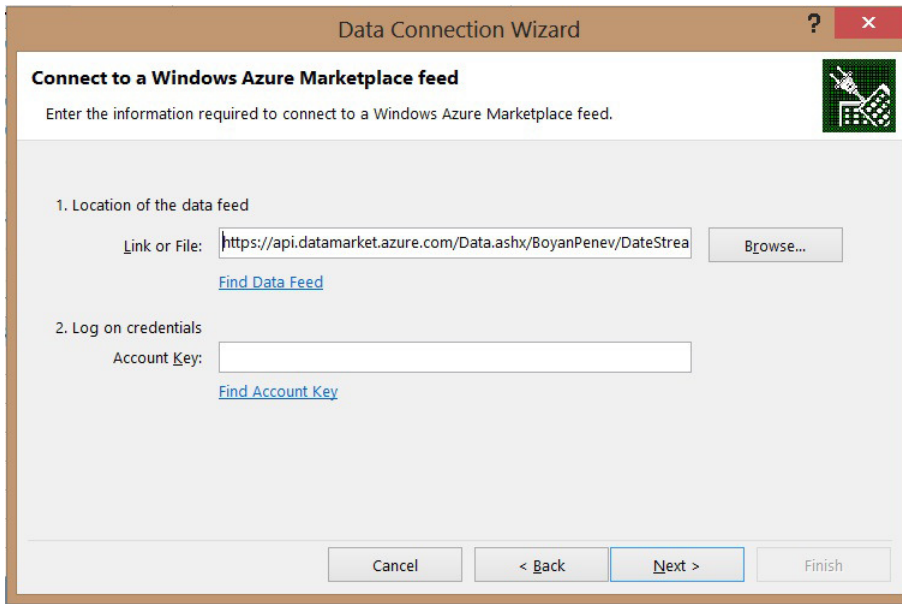 Data Connection Wizard ? ×
Connect to a Windows Azure Marketplace feed
Enter the information required to connect to a Windows Azure Marketplace feed.
1. Location of the data feed
Link or File: https://api.datamarket.azure.com/Data.ashx/BoyanPenev/DateStrea Browse...
Find Data Feed
2. Log on credentials
Account Key:
Find Account Key
Cancel < Back Next > Finish